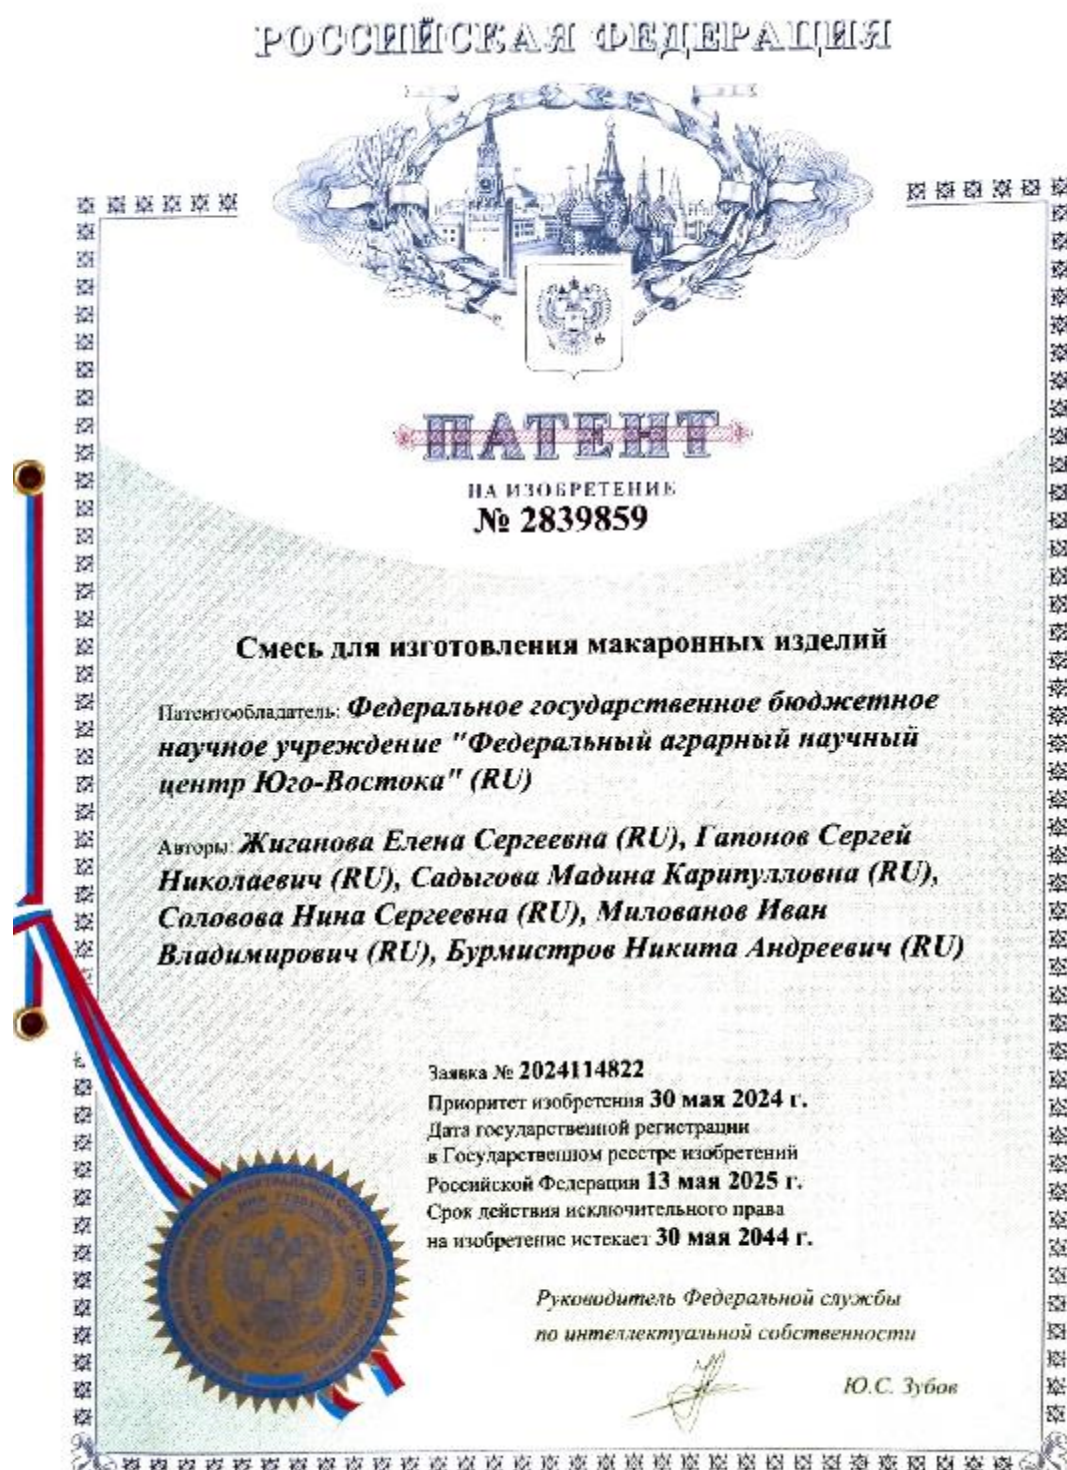 РОССИЙСКАЯ ФЕДЕРАЦИЯ
ПАТЕНТ
НА ИЗОБРЕТЕНИЕ
№ 2839859
Смесь для изготовления макаронных изделий
Патентообладатель: Федеральное государственное бюджетное
научное учреждение "Федеральный аграрный научный
центр Юго-Востока" (RU)
Авторы: Жиганова Елена Сергеевна (RU), Гапонов Сергей
Николаевич (RU), Садыгова Мадина Карипулловна (RU),
Соловова Нина Сергеевна (RU), Милованов Иван
Владимирович (RU), Бурмистров Никита Андреевич (RU)
Заявка № 2024114822
Приоритет изобретения 30 мая 2024 г.
Дата государственной регистрации
в Государственном реестре изобретений
Российской Федерации 13 мая 2025 г.
Срок действия исключительного права
на изобретение истекает 30 мая 2044 г.
Руководитель Федеральной службы
по интеллектуальной собственности
Ю.С. Зубов